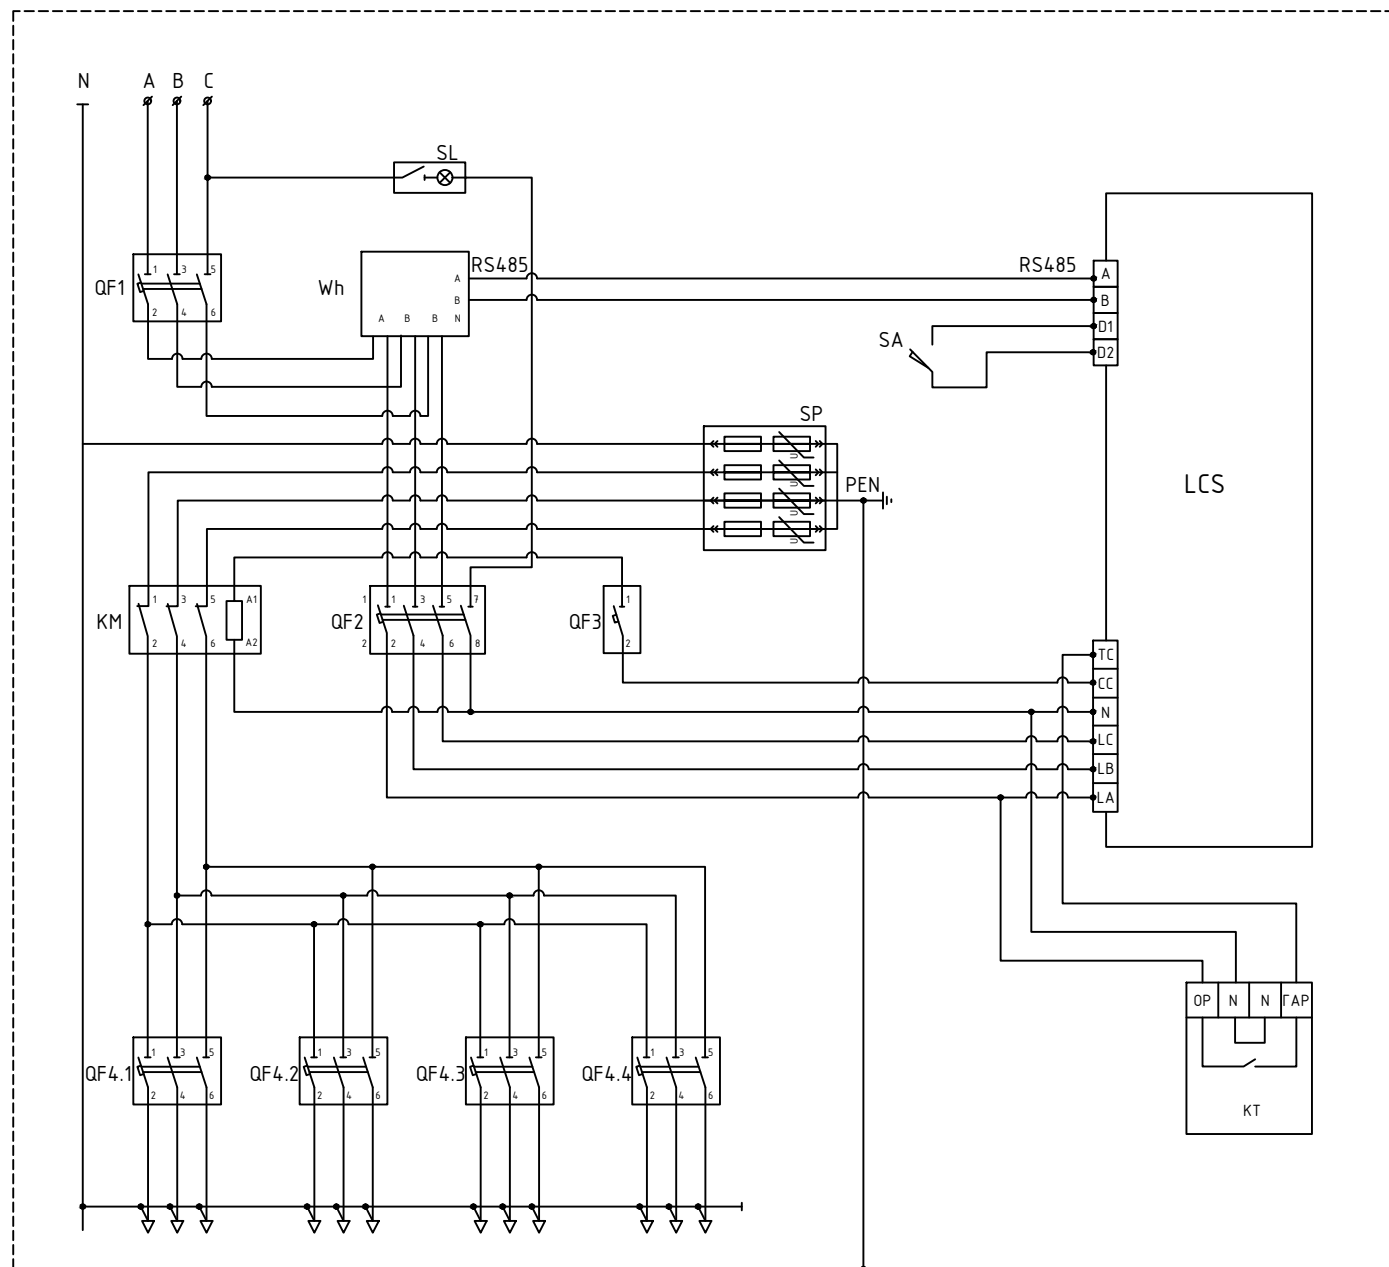 N A B C
SL
RS485 RS485
Wh
A
B
A B B N
QF1
1 3 5
2 4 6
A
B
D1
D2
SA
SP
U
U
U
U
PEN
LCS
KM
1 3 5 A1
2 4 6 A2
QF2
1 1 3 5 7
2 2 4 6 8
QF3
1
2
TC
CC
N
LC
LB
LA
ОР N N ГАР
КТ
QF4.1
1 3 5
2 4 6
QF4.2
1 3 5
2 4 6
QF4.3
1 3 5
2 4 6
QF4.4
1 3 5
2 4 6